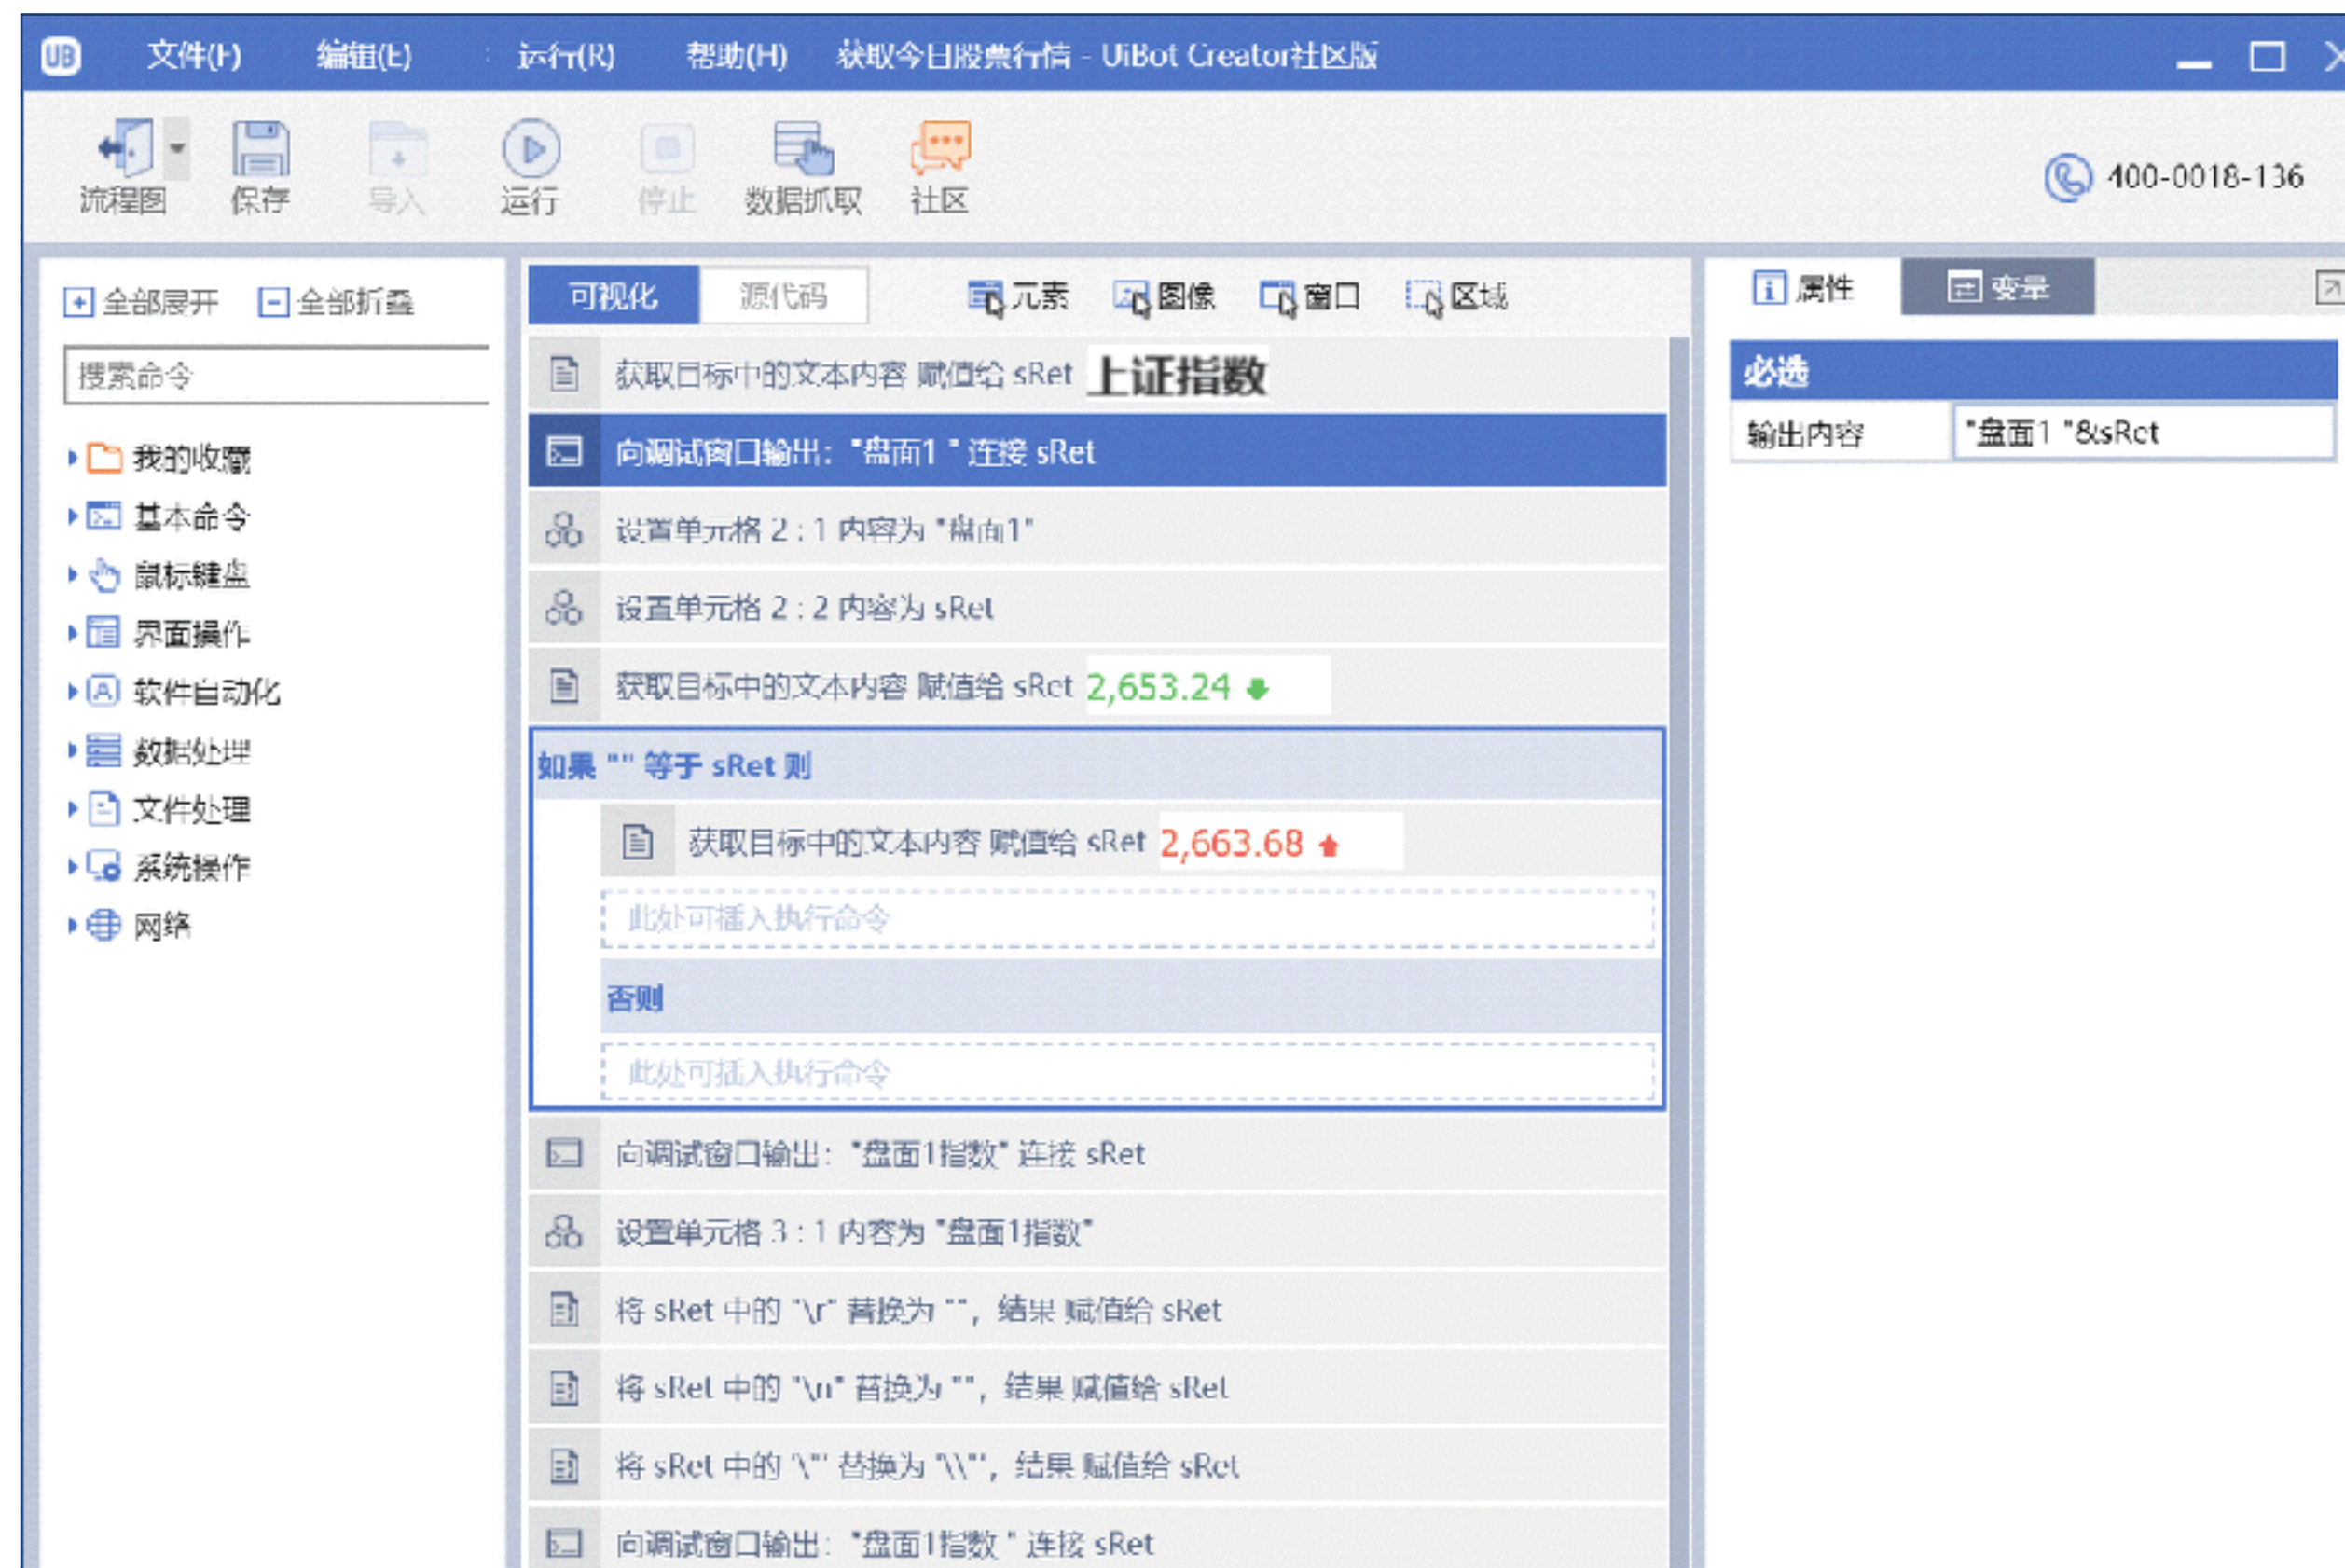 UB 文件(F) 编辑(E) 运行(R) 帮助(H) 获取今日股票行情 - UiBot Creator社区版
流程图 保存 导入 运行 停止 数据抓取 社区 400-0018-136
全部展开 全部折叠
搜索命令
我的收藏
基本命令
鼠标键盘
界面操作
软件自动化
数据处理
文件处理
系统操作
网络
可视化 源代码 元素 图像 窗口 区域
获取目标中的文本内容 赋值给 sRet 上证指数
向调试窗口输出："盘面1 " 连接 sRet
设置单元格 2 : 1 内容为 "盘面1"
设置单元格 2 : 2 内容为 sRet
获取目标中的文本内容 赋值给 sRet 2,653.24
如果 "" 等于 sRet 则
获取目标中的文本内容 赋值给 sRet 2,663.68
此处可插入执行命令
否则
此处可插入执行命令
向调试窗口输出："盘面1指数" 连接 sRet
设置单元格 3 : 1 内容为 "盘面1指数"
将 sRet 中的 "\r" 替换为 ""，结果 赋值给 sRet
将 sRet 中的 "\n" 替换为 ""，结果 赋值给 sRet
将 sRet 中的 '\"' 替换为 '\\"'，结果 赋值给 sRet
向调试窗口输出："盘面1指数 " 连接 sRet
属性 变量
必选
输出内容 "盘面1 "&sRet